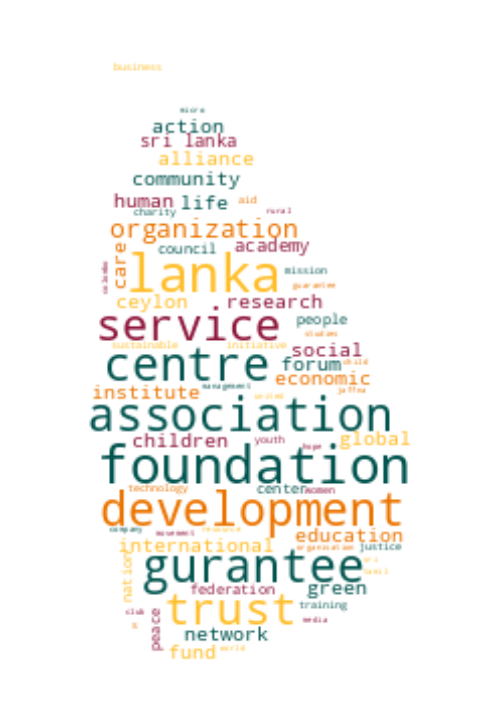 business
micro
action
sri lanka
alliance
community
human life aid
charity rural
organization
council academy
care
lanka mission
colombo guarantee
ceylon research
service people
studies
sustainable initiative
social
centre forum child
economic
management
institute jaffna
united
association
children youth global
hope
foundation
technology center women
development
company movement resource
education
international organisation justice
sri
gurantee tamil
nation
federation green
trust training
club media
peace
network
fund world